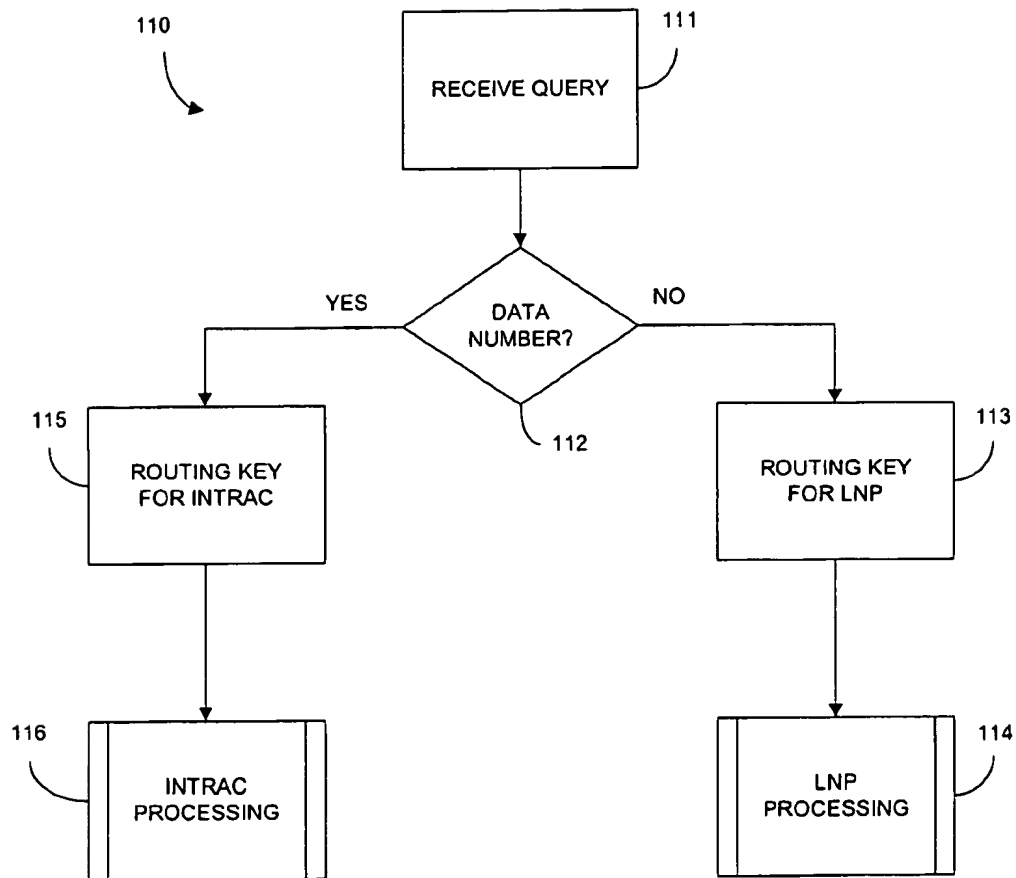 110
111
RECEIVE QUERY
YES
NO
DATA
NUMBER?
112
115
113
ROUTING KEY
FOR INTRAC
ROUTING KEY
FOR LNP
116
114
INTRAC
PROCESSING
LNP
PROCESSING